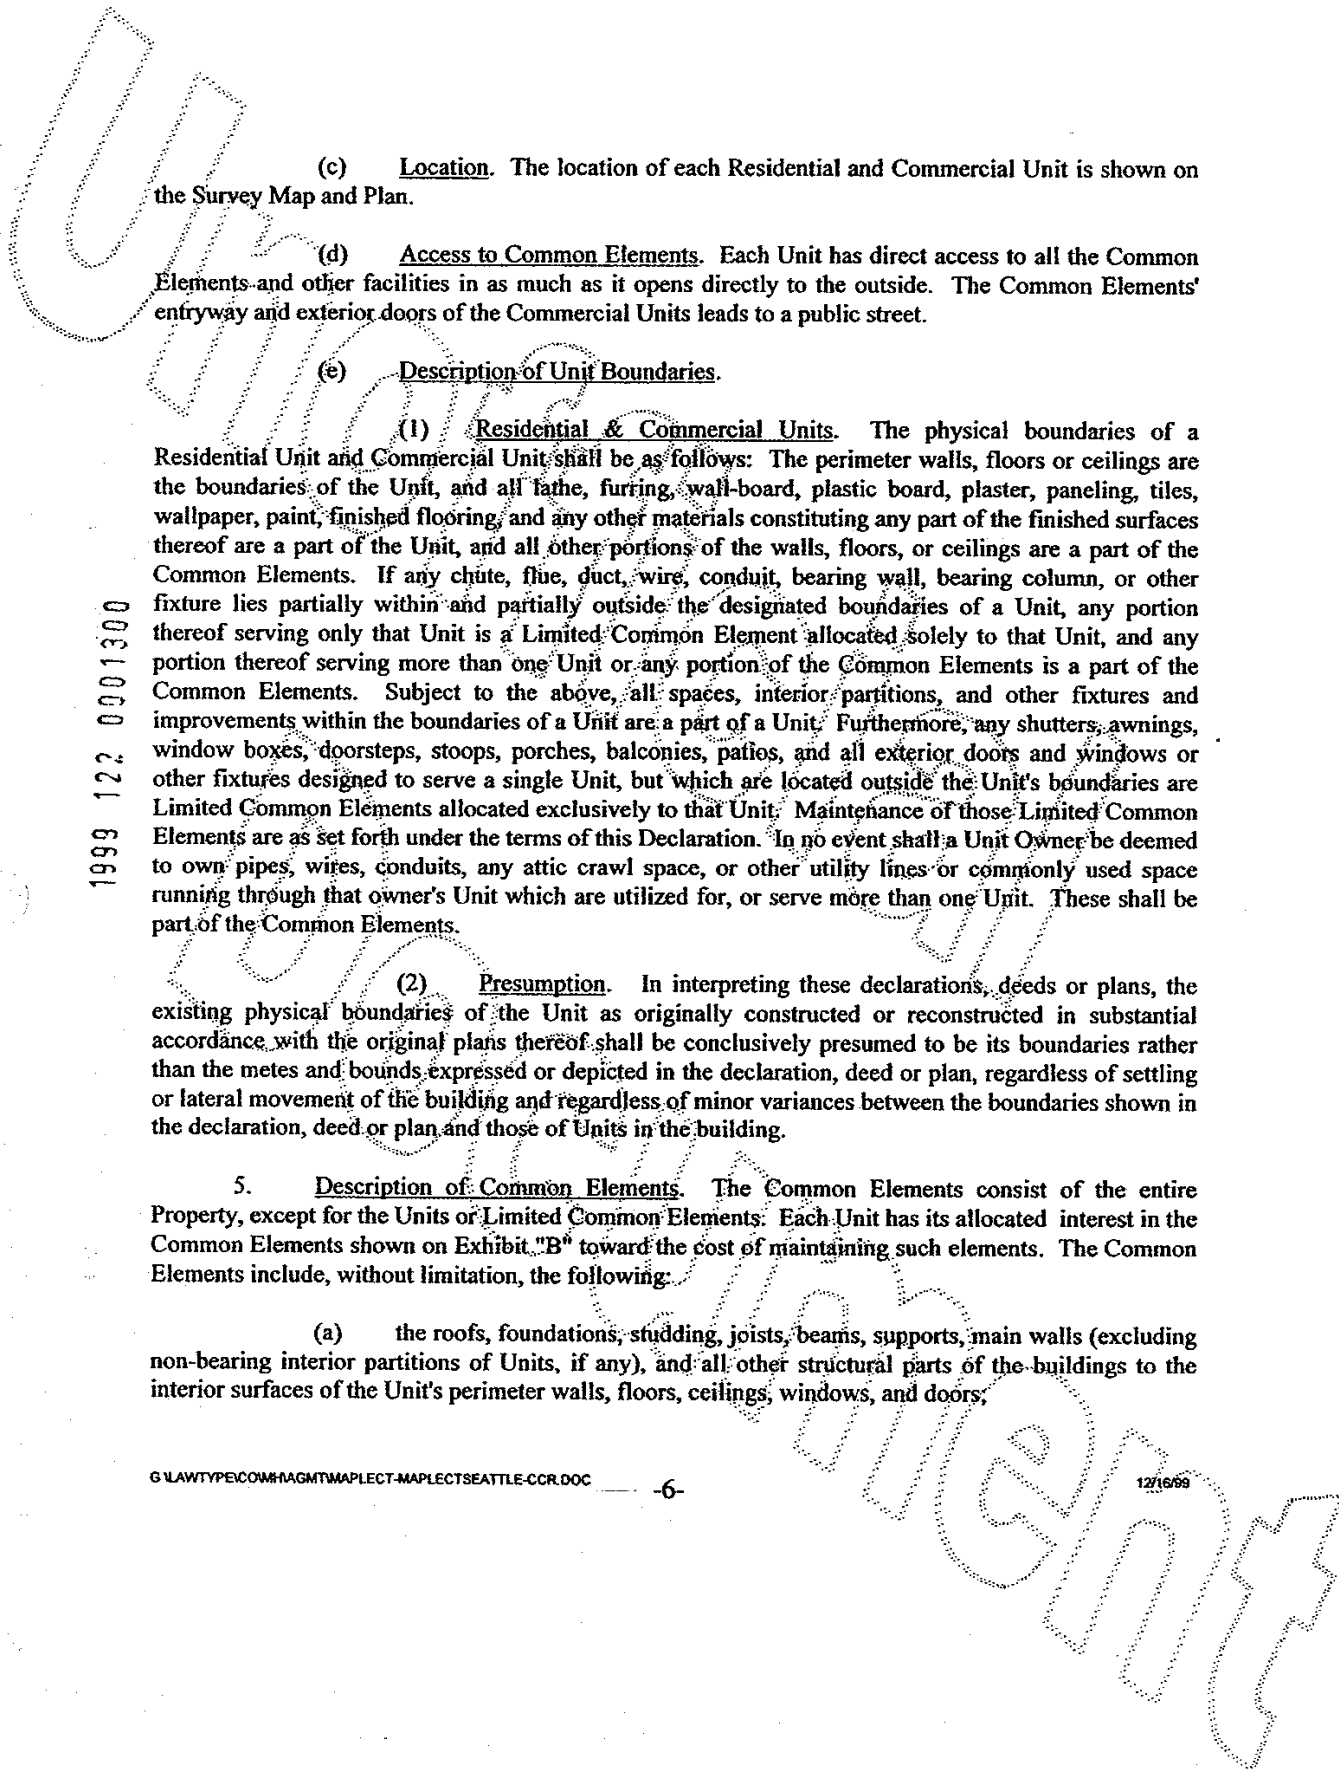 (c) Location. The location of each Residential and Commercial Unit is shown on
the Survey Map and Plan.
(d) Access to Common Elements. Each Unit has direct access to all the Common
Elements and other facilities in as much as it opens directly to the outside. The Common Elements'
entryway and exterior doors of the Commercial Units leads to a public street.
(e) Description of Unit Boundaries.
(1) Residential & Commercial Units. The physical boundaries of a
Residential Unit and Commercial Unit shall be as follows: The perimeter walls, floors or ceilings are
the boundaries of the Unit, and all lathe, furring, wall-board, plastic board, plaster, paneling, tiles,
wallpaper, paint, finished flooring, and any other materials constituting any part of the finished surfaces
thereof are a part of the Unit, and all other portions of the walls, floors, or ceilings are a part of the
Common Elements. If any chute, flue, duct, wire, conduit, bearing wall, bearing column, or other
fixture lies partially within and partially outside the designated boundaries of a Unit, any portion
thereof serving only that Unit is a Limited Common Element allocated solely to that Unit, and any
portion thereof serving more than one Unit or any portion of the Common Elements is a part of the
Common Elements. Subject to the above, all spaces, interior partitions, and other fixtures and
improvements within the boundaries of a Unit are a part of a Unit. Furthermore, any shutters, awnings,
window boxes, doorsteps, stoops, porches, balconies, patios, and all exterior doors and windows or
other fixtures designed to serve a single Unit, but which are located outside the Unit's boundaries are
Limited Common Elements allocated exclusively to that Unit. Maintenance of those Limited Common
Elements are as set forth under the terms of this Declaration. In no event shall a Unit Owner be deemed
to own pipes, wires, conduits, any attic crawl space, or other utility lines or commonly used space
running through that owner's Unit which are utilized for, or serve more than one Unit. These shall be
part of the Common Elements.
(2) Presumption. In interpreting these declarations, deeds or plans, the
existing physical boundaries of the Unit as originally constructed or reconstructed in substantial
accordance with the original plans thereof shall be conclusively presumed to be its boundaries rather
than the metes and bounds expressed or depicted in the declaration, deed or plan, regardless of settling
or lateral movement of the building and regardless of minor variances between the boundaries shown in
the declaration, deed or plan and those of Units in the building.
5. Description of Common Elements. The Common Elements consist of the entire
Property, except for the Units or Limited Common Elements. Each Unit has its allocated interest in the
Common Elements shown on Exhibit "B" toward the cost of maintaining such elements. The Common
Elements include, without limitation, the following:
(a) the roofs, foundations, studding, joists, beams, supports, main walls (excluding
non-bearing interior partitions of Units, if any), and all other structural parts of the buildings to the
interior surfaces of the Unit's perimeter walls, floors, ceilings, windows, and doors;
G:\LAWTYPE\COWMH\AGMT\MAPLECT-MAPLECTSEATTLE-CCR.DOC
-6-
12/16/99
19991220001300
Unofficial Document